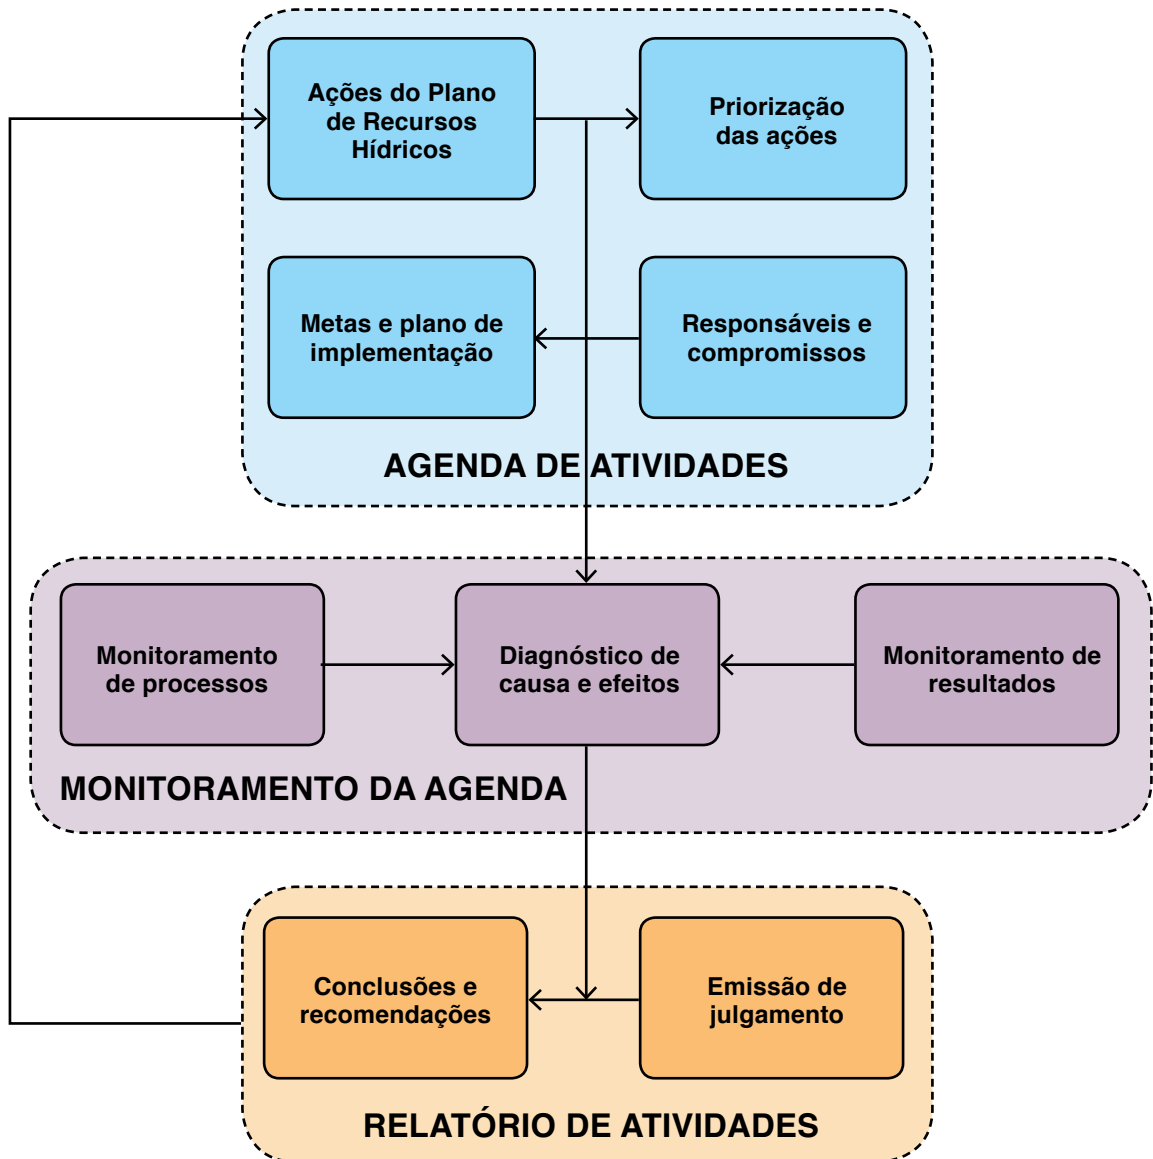 Ações do Plano
de Recursos
Hídricos
Priorização
das ações
Metas e plano de
implementação
Responsáveis e
compromissos
AGENDA DE ATIVIDADES
Monitoramento
de processos
Diagnóstico de
causa e efeitos
Monitoramento de
resultados
MONITORAMENTO DA AGENDA
Conclusões e
recomendações
Emissão de
julgamento
RELATÓRIO DE ATIVIDADES